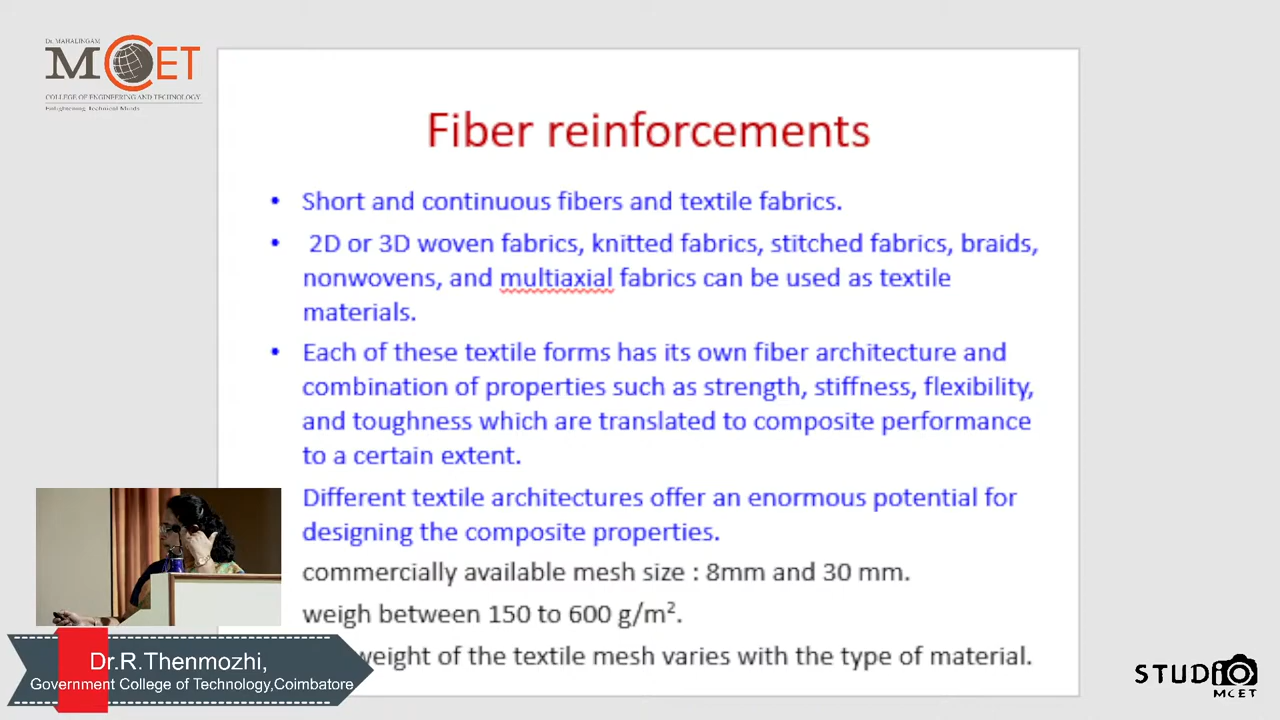 Dr. MAHALINGAM
MCET
COLLEGE OF ENGINEERING AND TECHNOLOGY
Enlightening Technical Minds
Fiber reinforcements
• Short and continuous fibers and textile fabrics.
• 2D or 3D woven fabrics, knitted fabrics, stitched fabrics, braids,
nonwovens, and multiaxial fabrics can be used as textile
materials.
• Each of these textile forms has its own fiber architecture and
combination of properties such as strength, stiffness, flexibility,
and toughness which are translated to composite performance
to a certain extent.
Different textile architectures offer an enormous potential for
designing the composite properties.
commercially available mesh size : 8mm and 30 mm.
weigh between 150 to 600 g/m².
weight of the textile mesh varies with the type of material.
Dr.R.Thenmozhi,
Government College of Technology,Coimbatore
STUDIO
MCET